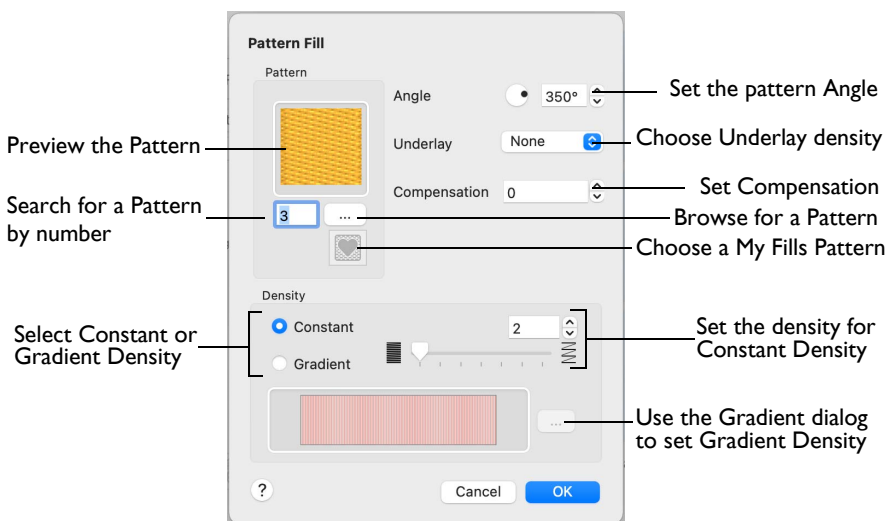 Pattern Fill
Pattern
Angle
350°
Set the pattern Angle
Preview the Pattern
Underlay
None
Choose Underlay density
Compensation
0
Set Compensation
Search for a Pattern
by number
3
...
Browse for a Pattern
Choose a My Fills Pattern
Density
Select Constant or
Gradient Density
Constant
2
Gradient
Set the density for
Constant Density
...
Use the Gradient dialog
to set Gradient Density
?
Cancel
OK